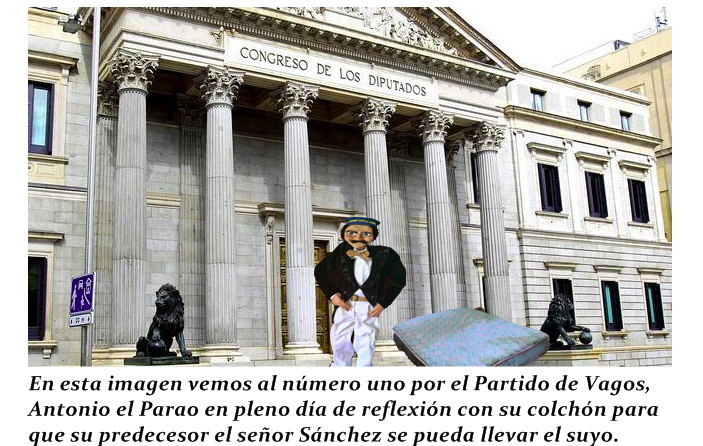 CONGRESO DE LOS DIPUTADOS
En esta imagen vemos al número uno por el Partido de Vagos,
Antonio el Parao en pleno día de reflexión con su colchón para
que su predecesor el señor Sánchez se pueda llevar el suyo.